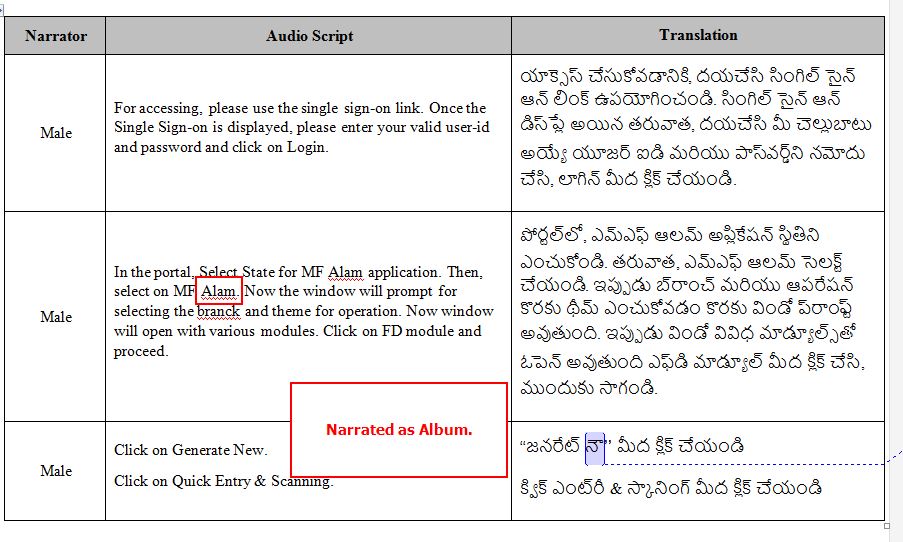 Narrator
Audio Script
Translation
Male
For accessing, please use the single sign-on link. Once the
Single Sign-on is displayed, please enter your valid user-id
and password and click on Login.
యాక్సెస్ చేసుకోవడానికి, దయచేసి సింగిల్ సైన్
ఆన్ లింక్ ఉపయోగించండి. సింగిల్ సైన్ ఆన్
డిస్‌ప్లే అయిన తరువాత, దయచేసి మీ చెల్లుబాటు
అయ్యే యూజర్ ఐడి మరియు పాస్‌వర్డ్‌ని నమోదు
చేసి, లాగిన్ మీద క్లిక్ చేయండి.
Male
In the portal, Select State for MF Alam application. Then,
select on MF Alam. Now the window will prompt for
selecting the branck and theme for operation. Now window
will open with various modules. Click on FD module and
proceed.
పోర్టల్‌లో, ఎమ్ఎఫ్ ఆలమ్ అప్లికేషన్ స్థితిని
ఎంచుకోండి. తరువాత, ఎమ్ఎఫ్ ఆలమ్ సెలక్ట్
చేయండి. ఇప్పుడు బ్‌రాంచ్ మరియు ఆపరేషన్
కొరకు థీమ్ ఎంచుకోవడం కొరకు విండో ప్‌రాంప్ట్
అవుతుంది. ఇప్పుడు విండో వివిధ మాడ్యూల్స్‌తో
ఓపెన్ అవుతుంది ఎఫ్‌డి మాడ్యూల్ మీద క్లిక్ చేసి,
ముందుకు సాగండి.
Narrated as Album.
Male
Click on Generate New.
Click on Quick Entry & Scanning.
“జనరేట్ నౌ” మీద క్లిక్ చేయండి
క్విక్ ఎంట్‌రీ & స్కానింగ్ మీద క్లిక్ చేయండి